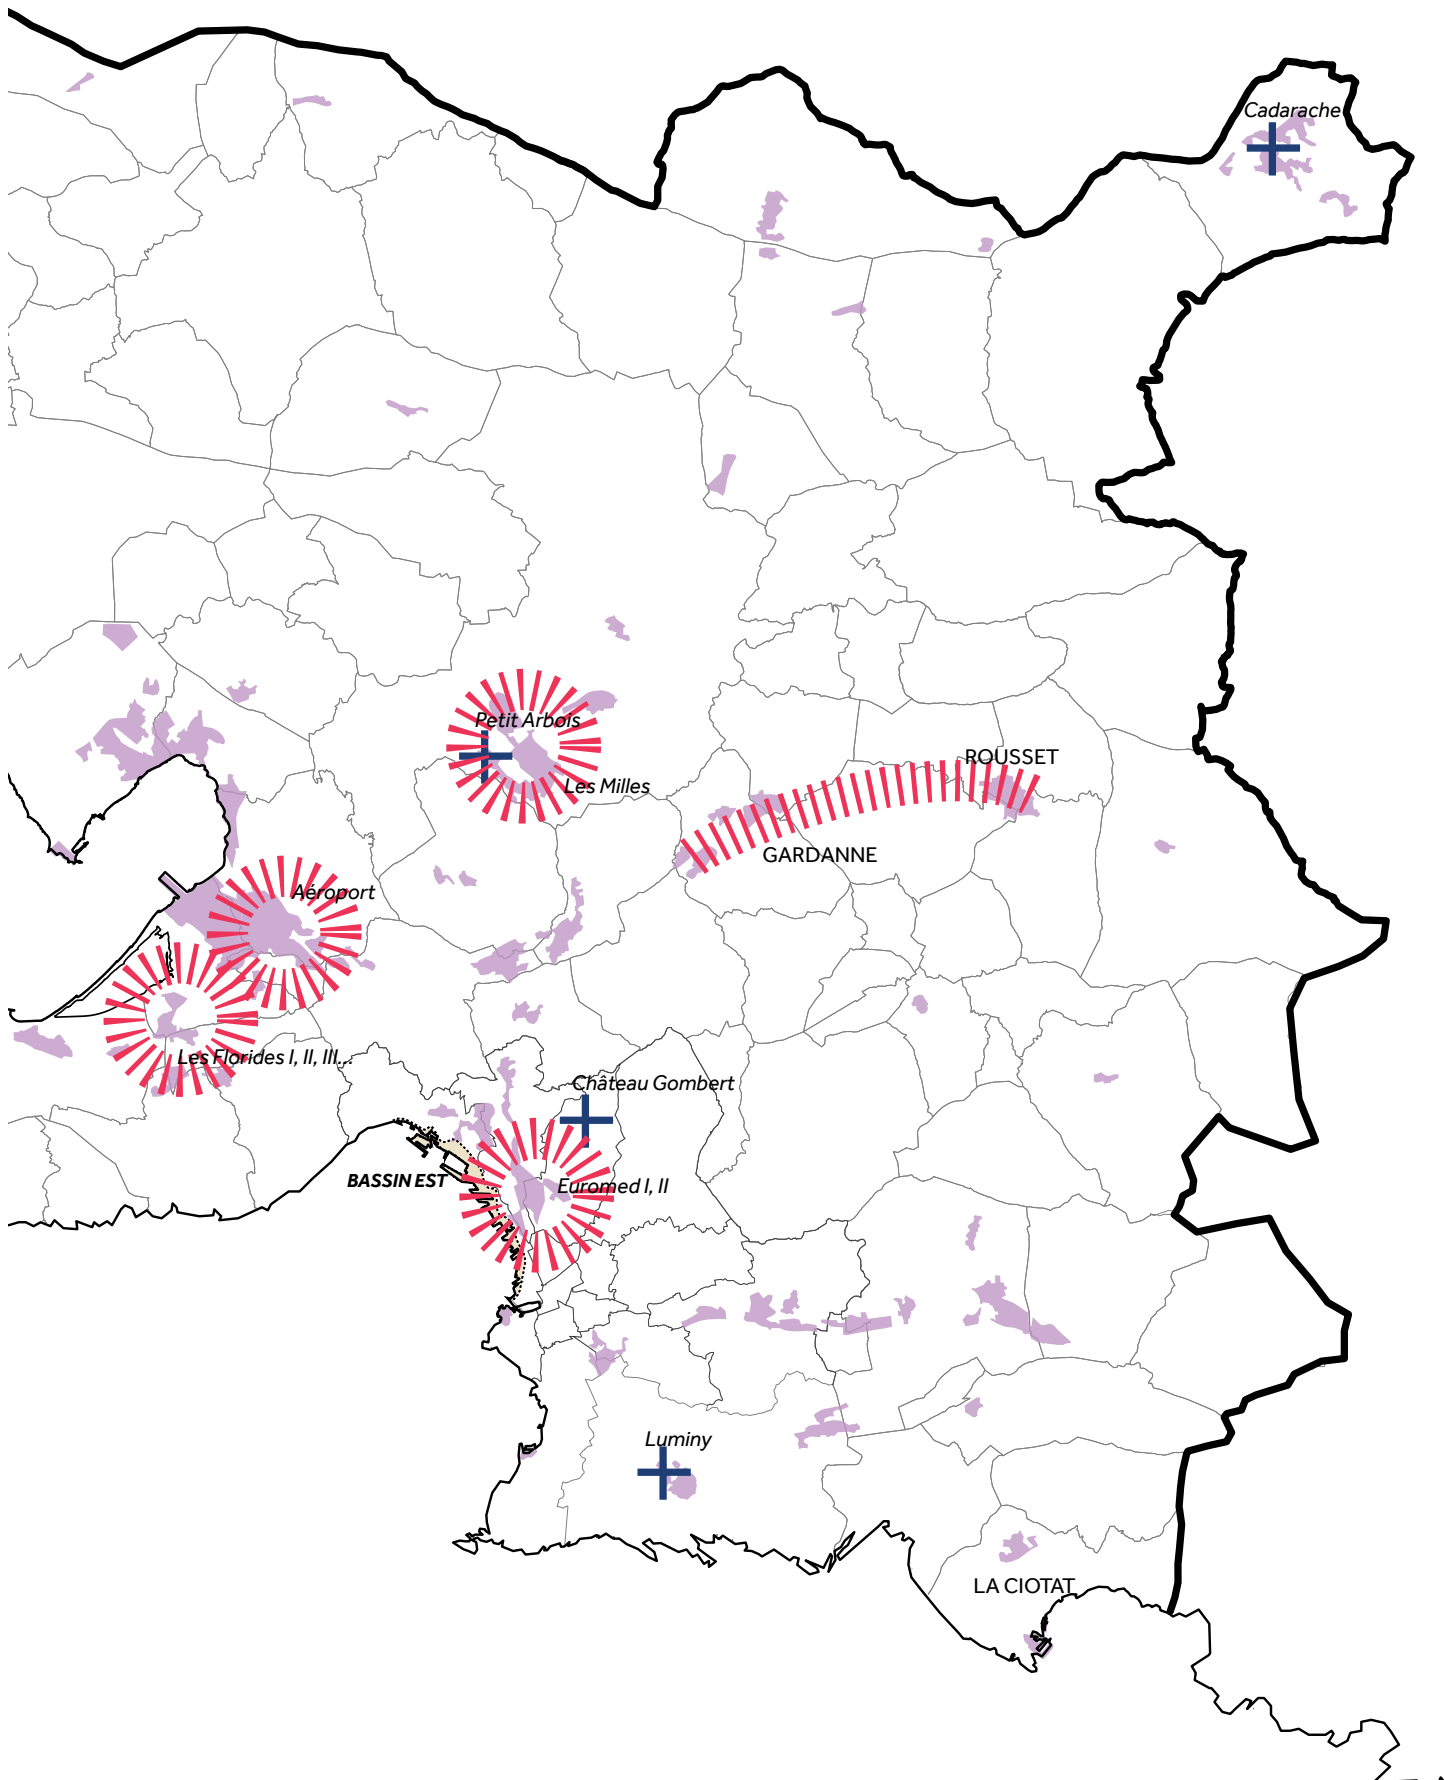 Cadarache
Petit Arbois
ROUSSET
Les Milles
GARDANNE
Aéroport
Les Florides I, II, III...
Château Gombert
BASSIN EST
Euromed I, II
Luminy
LA CIOTAT